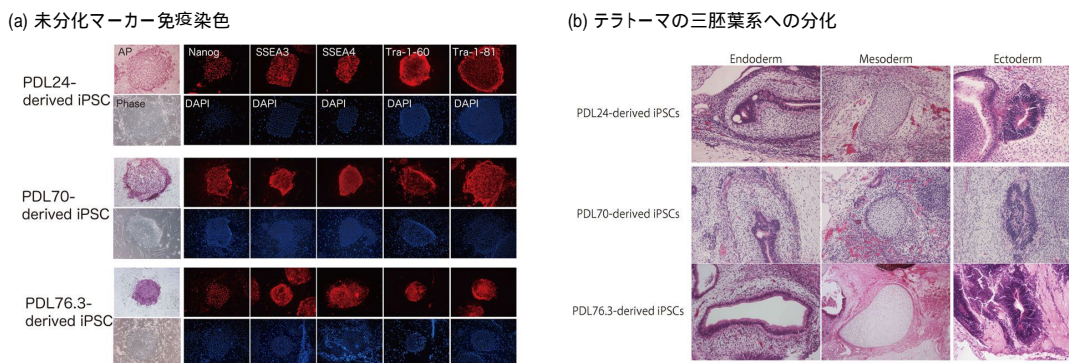 (a) 未分化マーカー免疫染色
AP Nanog SSEA3 SSEA4 Tra-1-60 Tra-1-81
PDL24-
derived iPSC
Phase DAPI DAPI DAPI DAPI DAPI
PDL70-
derived iPSC
PDL76.3-
derived iPSC
(b) テラトーマの三胚葉系への分化
Endoderm Mesoderm Ectoderm
PDL24-derived iPSCs
PDL70-derived iPSCs
PDL76.3-derived iPSCs